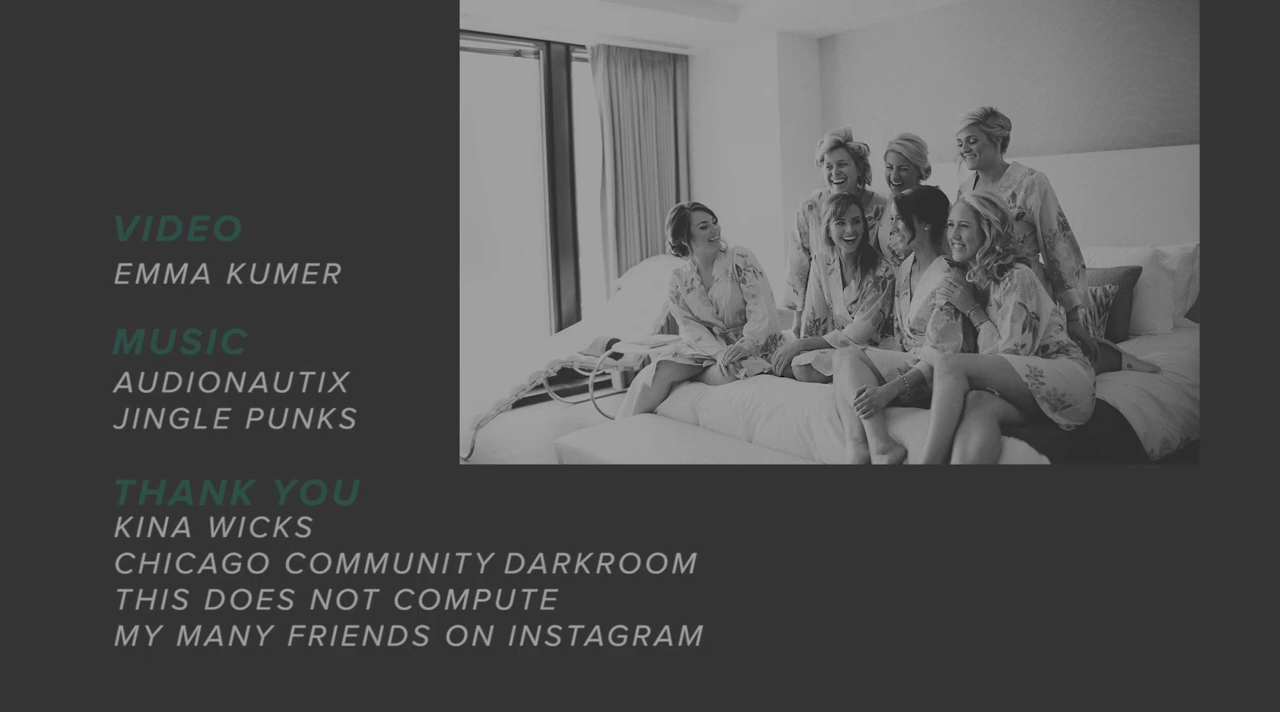 VIDEO
EMMA KUMER
MUSIC
AUDIONAUTIX
JINGLE PUNKS
THANK YOU
KINA WICKS
CHICAGO COMMUNITY DARKROOM
THIS DOES NOT COMPUTE
MY MANY FRIENDS ON INSTAGRAM